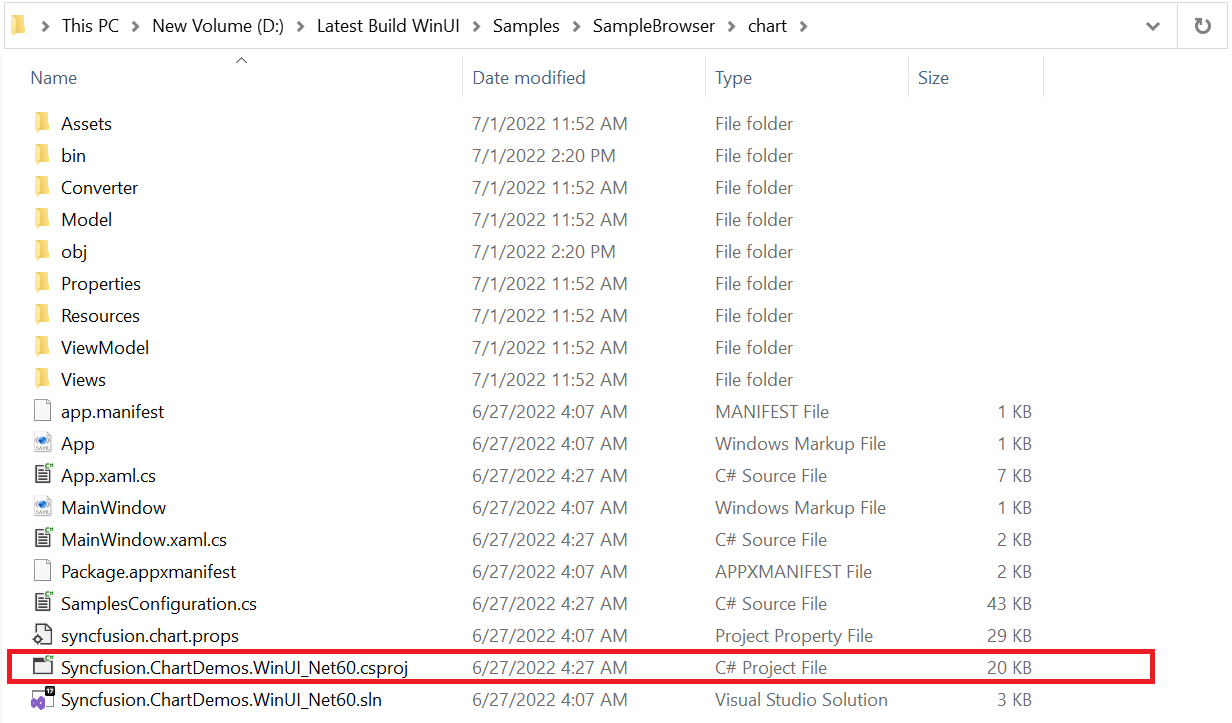 This PC New Volume (D:) Latest Build WinUI Samples SampleBrowser chart
Name Date modified Type Size
Assets 7/1/2022 11:52 AM File folder
bin 7/1/2022 2:20 PM File folder
Converter 7/1/2022 11:52 AM File folder
Model 7/1/2022 11:52 AM File folder
obj 7/1/2022 2:20 PM File folder
Properties 7/1/2022 11:52 AM File folder
Resources 7/1/2022 11:52 AM File folder
ViewModel 7/1/2022 11:52 AM File folder
Views 7/1/2022 11:52 AM File folder
app.manifest 6/27/2022 4:07 AM MANIFEST File 1 KB
App 6/27/2022 4:07 AM Windows Markup File 1 KB
App.xaml.cs 6/27/2022 4:27 AM C# Source File 7 KB
MainWindow 6/27/2022 4:07 AM Windows Markup File 1 KB
MainWindow.xaml.cs 6/27/2022 4:27 AM C# Source File 2 KB
Package.appxmanifest 6/27/2022 4:07 AM APPXMANIFEST File 2 KB
SamplesConfiguration.cs 6/27/2022 4:27 AM C# Source File 43 KB
syncfusion.chart.props 6/27/2022 4:07 AM Project Property File 29 KB
Syncfusion.ChartDemos.WinUI_Net60.csproj 6/27/2022 4:27 AM C# Project File 20 KB
Syncfusion.ChartDemos.WinUI_Net60.sln 6/27/2022 4:07 AM Visual Studio Solution 3 KB